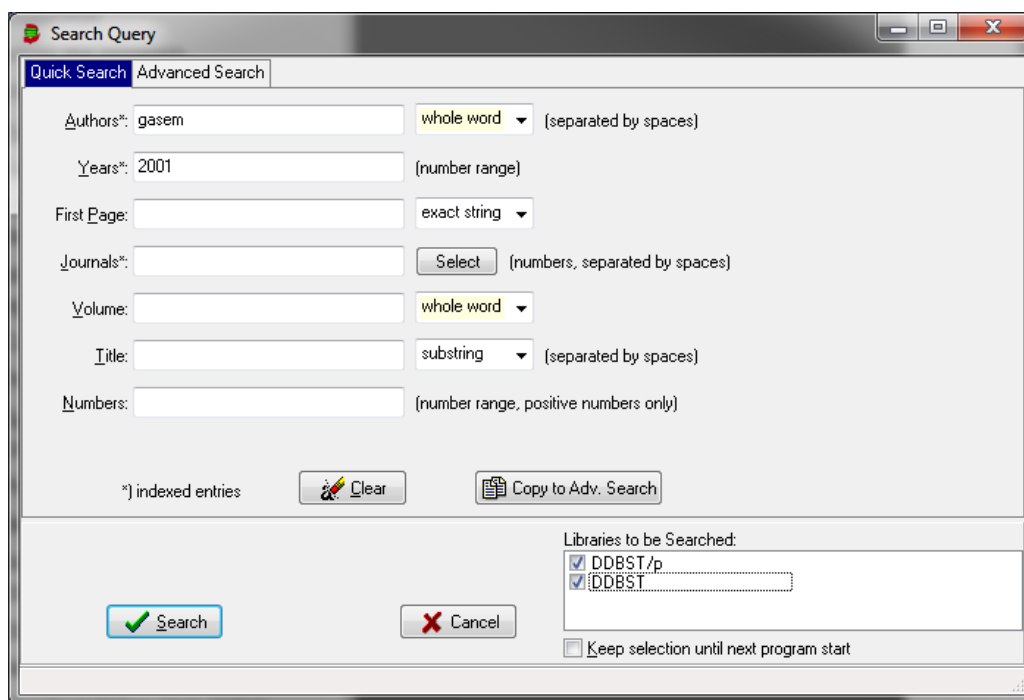 Search Query
Quick Search Advanced Search
Authors*: gasem whole word (separated by spaces)
Years*: 2001 (number range)
First Page: exact string
Journals*: Select (numbers, separated by spaces)
Volume: whole word
Title: substring (separated by spaces)
Numbers: (number range, positive numbers only)
*) indexed entries Clear Copy to Adv. Search
Libraries to be Searched:
DDBST/p
DDBST
Search Cancel
Keep selection until next program start